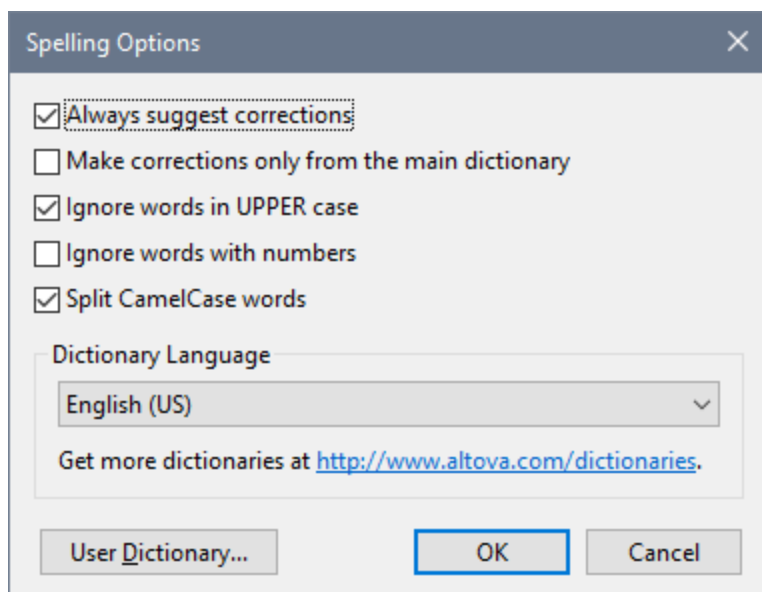 Spelling Options
Always suggest corrections
Make corrections only from the main dictionary
Ignore words in UPPER case
Ignore words with numbers
Split CamelCase words
Dictionary Language
English (US)
Get more dictionaries at http://www.altova.com/dictionaries.
User Dictionary... OK Cancel